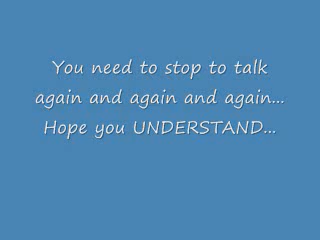 You need to stop to talk
again and again and again...
Hope you UNDERSTAND...